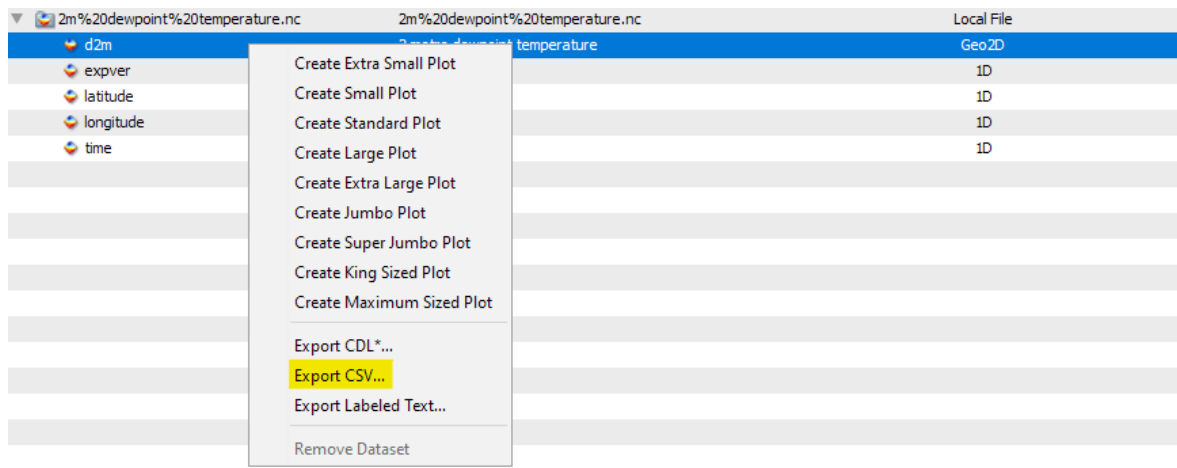 2m%20dewpoint%20temperature.nc 2m%20dewpoint%20temperature.nc Local File
d2m temperature Geo2D
expver 1D
latitude 1D
longitude 1D
time 1D
Create Extra Small Plot
Create Small Plot
Create Standard Plot
Create Large Plot
Create Extra Large Plot
Create Jumbo Plot
Create Super Jumbo Plot
Create King Sized Plot
Create Maximum Sized Plot
Export CDL*...
Export CSV...
Export Labeled Text...
Remove Dataset